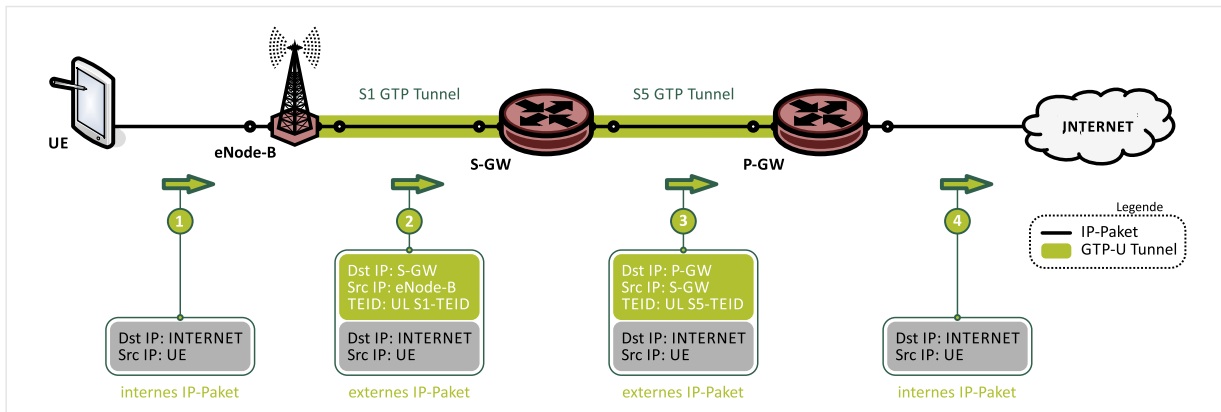 S1 GTP Tunnel
S5 GTP Tunnel
UE
eNode-B
S-GW
P-GW
INTERNET
1
2
3
4
Legende
IP-Paket
GTP-U Tunnel
Dst IP: INTERNET
Src IP: UE
internes IP-Paket
Dst IP: S-GW
Src IP: eNode-B
TEID: UL S1-TEID
Dst IP: INTERNET
Src IP: UE
externes IP-Paket
Dst IP: P-GW
Src IP: S-GW
TEID: UL S5-TEID
Dst IP: INTERNET
Src IP: UE
externes IP-Paket
Dst IP: INTERNET
Src IP: UE
internes IP-Paket